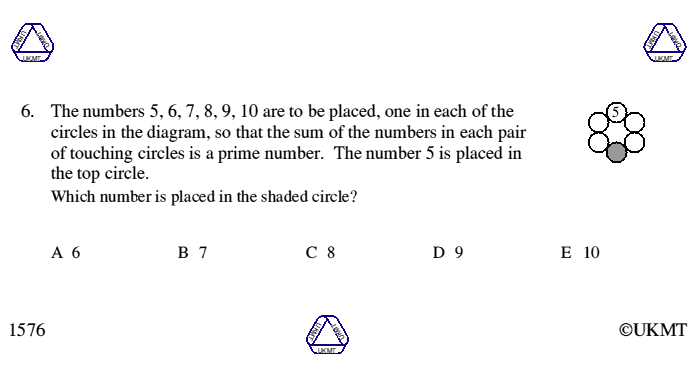 UKMT UKMT UKMT
UKMT UKMT UKMT
6. The numbers 5, 6, 7, 8, 9, 10 are to be placed, one in each of the
circles in the diagram, so that the sum of the numbers in each pair
of touching circles is a prime number. The number 5 is placed in
the top circle.
Which number is placed in the shaded circle?
5
A 6 B 7 C 8 D 9 E 10
1576
UKMT UKMT UKMT
©UKMT